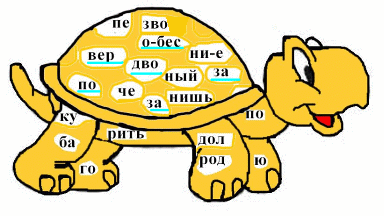 пе зво
о-бес
вер ни-е
дво
ный за
по че
за нишь
ку по
ба рить дол
го род ю